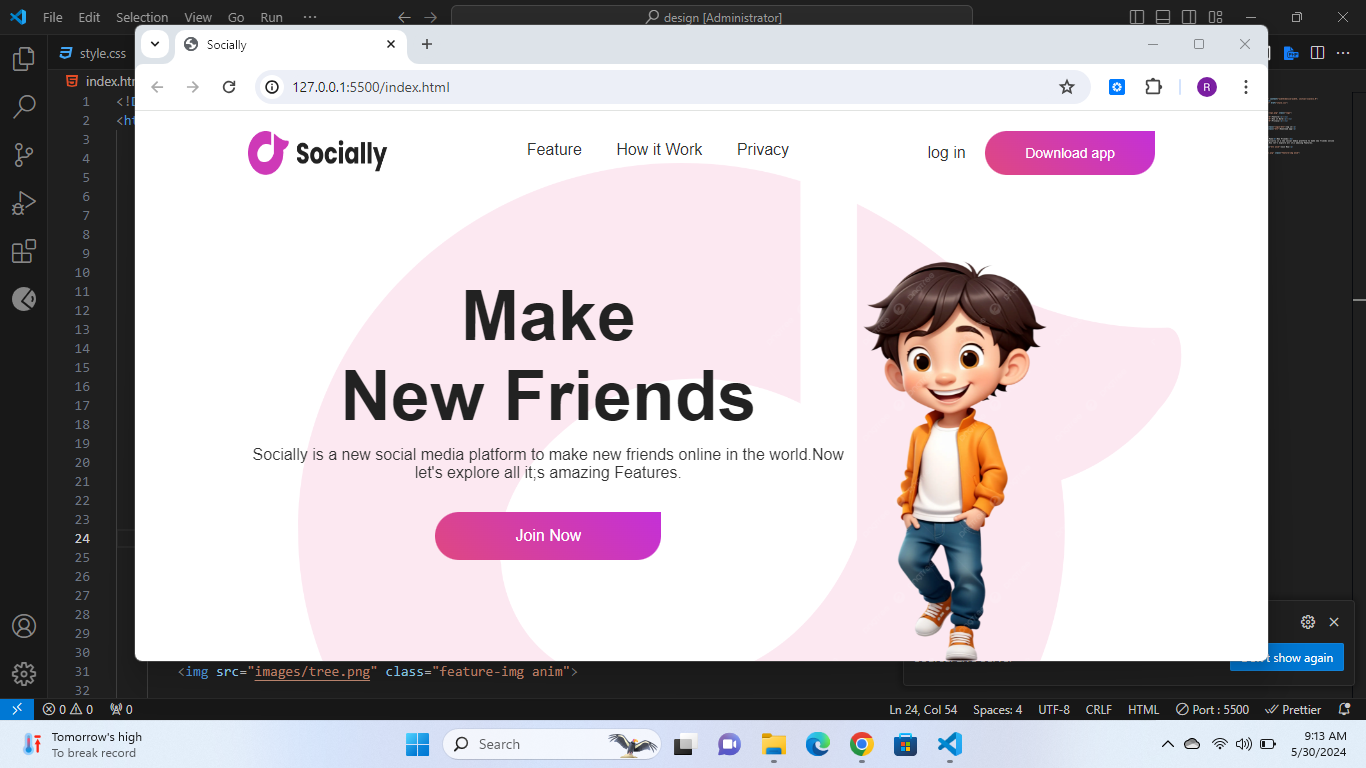 File Edit Selection View Go Run ··· design [Administrator]
style.css
Socially
127.0.0.1:5500/index.html
R
index.ht
1
2
3
4
5
6
7
8
9
10
11
12
13
14
15
16
17
18
19
20
21
22
23
24
25
26
27
28
29
30
31
32
Socially
Feature How it Work Privacy
log in Download app
Make
New Friends
Socially is a new social media platform to make new friends online in the world.Now
let's explore all it;s amazing Features.
Join Now
show again
<img src="images/tree.png" class="feature-img anim">
0 0 0 Ln 24, Col 54 Spaces: 4 UTF-8 CRLF HTML Port : 5500 Prettier
Tomorrow's high
To break record
Search
9:13 AM
5/30/2024